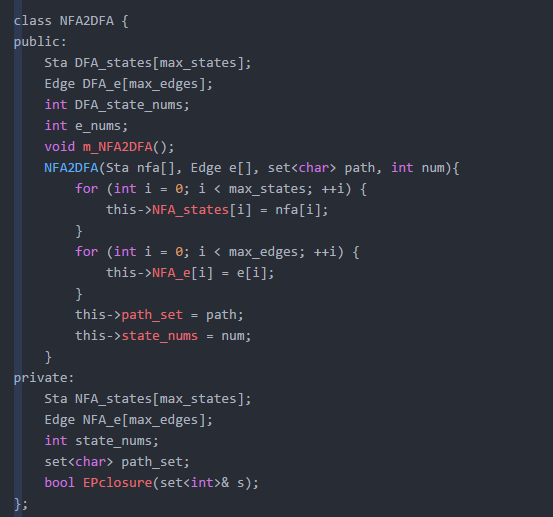 class NFA2DFA {
public:
    Sta DFA_states[max_states];
    Edge DFA_e[max_edges];
    int DFA_state_nums;
    int e_nums;
    void m_NFA2DFA();
    NFA2DFA(Sta nfa[], Edge e[], set<char> path, int num){
        for (int i = 0; i < max_states; ++i) {
            this->NFA_states[i] = nfa[i];
        }
        for (int i = 0; i < max_edges; ++i) {
            this->NFA_e[i] = e[i];
        }
        this->path_set = path;
        this->state_nums = num;
    }
private:
    Sta NFA_states[max_states];
    Edge NFA_e[max_edges];
    int state_nums;
    set<char> path_set;
    bool EPclosure(set<int>& s);
};